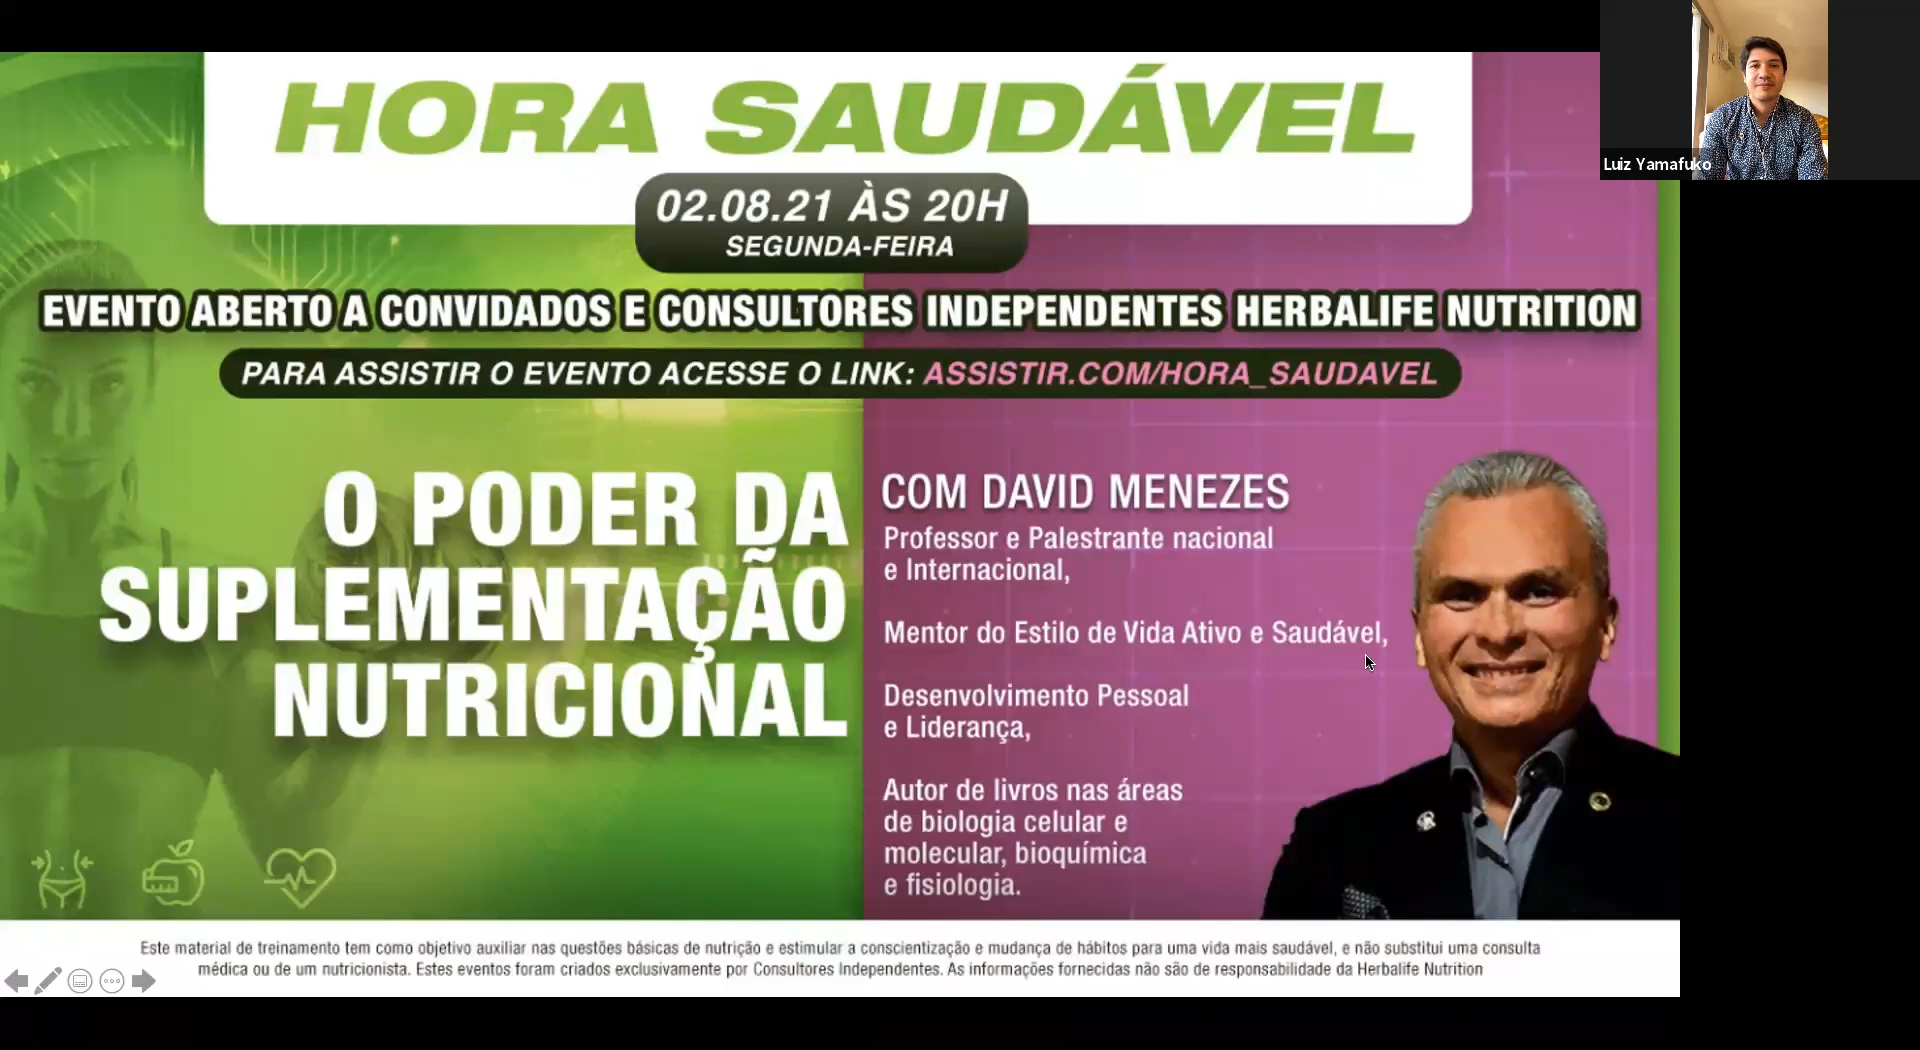 HORA SAUDÁVEL
02.08.21 ÀS 20H
SEGUNDA-FEIRA
EVENTO ABERTO A CONVIDADOS E CONSULTORES INDEPENDENTES HERBALIFE NUTRITION
PARA ASSISTIR O EVENTO ACESSE O LINK: ASSISTIR.COM/HORA_SAUDAVEL
O PODER DA
SUPLEMENTAÇÃO
NUTRICIONAL
COM DAVID MENEZES
Professor e Palestrante nacional
e Internacional,
Mentor do Estilo de Vida Ativo e Saudável,
Desenvolvimento Pessoal
e Liderança,
Autor de livros nas áreas
de biologia celular e
molecular, bioquímica
e fisiologia.
Este material de treinamento tem como objetivo auxiliar nas questões básicas de nutrição e estimular a conscientização e mudança de hábitos para uma vida mais saudável, e não substitui uma consulta
médica ou de um nutricionista. Estes eventos foram criados exclusivamente por Consultores Independentes. As informações fornecidas não são de responsabilidade da Herbalife Nutrition
Luiz Yamafuko